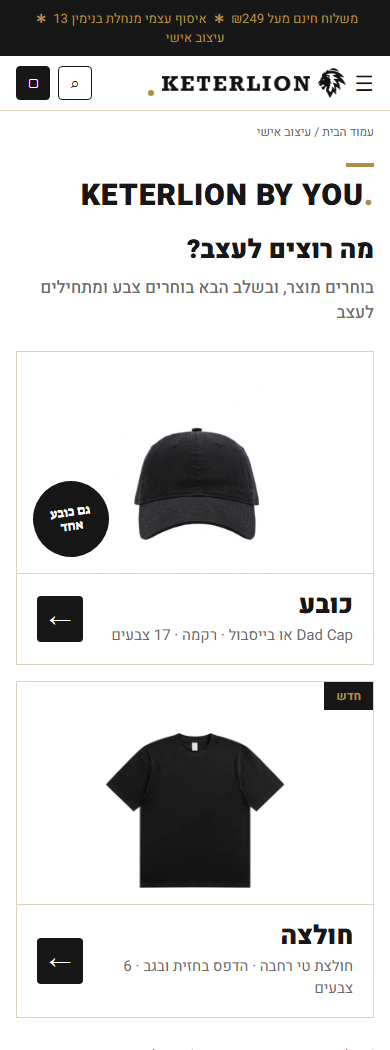 משלוח חינם מעל 249₪ ✱ איסוף עצמי מנחלת בנימין 13 ✱
עיצוב אישי
KETERLION
עמוד הבית / עיצוב אישי
KETERLION BY YOU.
מה רוצים לעצב?
בוחרים מוצר, ובשלב הבא בוחרים צבע ומתחילים
לעצב
גם כובע
אחד
כובע
Dad Cap או בייסבול · רקמה · 17 צבעים
חדש
חולצה
חולצת טי רחבה · הדפס בחזית ובגב · 6
צבעים